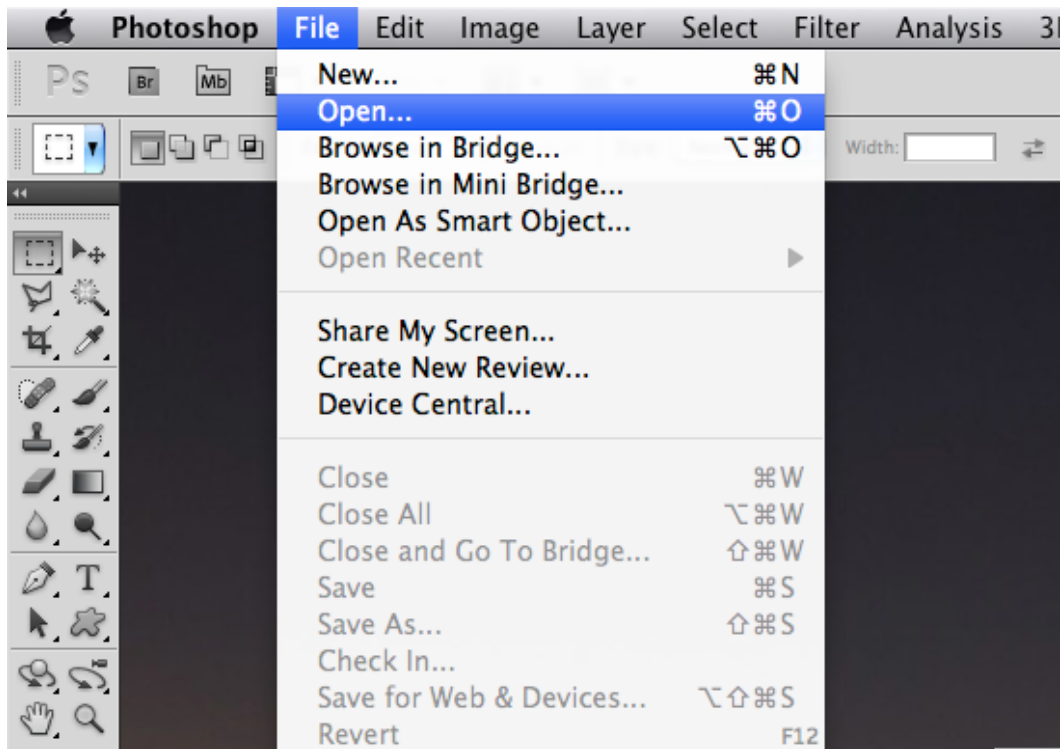 Photoshop File Edit Image Layer Select Filter Analysis
Ps Br Mb
New... ⌘N
Open... ⌘O
Browse in Bridge... ⌥⌘O
Width:
Browse in Mini Bridge...
Open As Smart Object...
Open Recent
Share My Screen...
Create New Review...
Device Central...
Close ⌘W
Close All ⌥⌘W
Close and Go To Bridge... ⇧⌘W
T
Save ⌘S
Save As... ⇧⌘S
Check In...
Save for Web & Devices... ⌥⇧⌘S
Revert F12